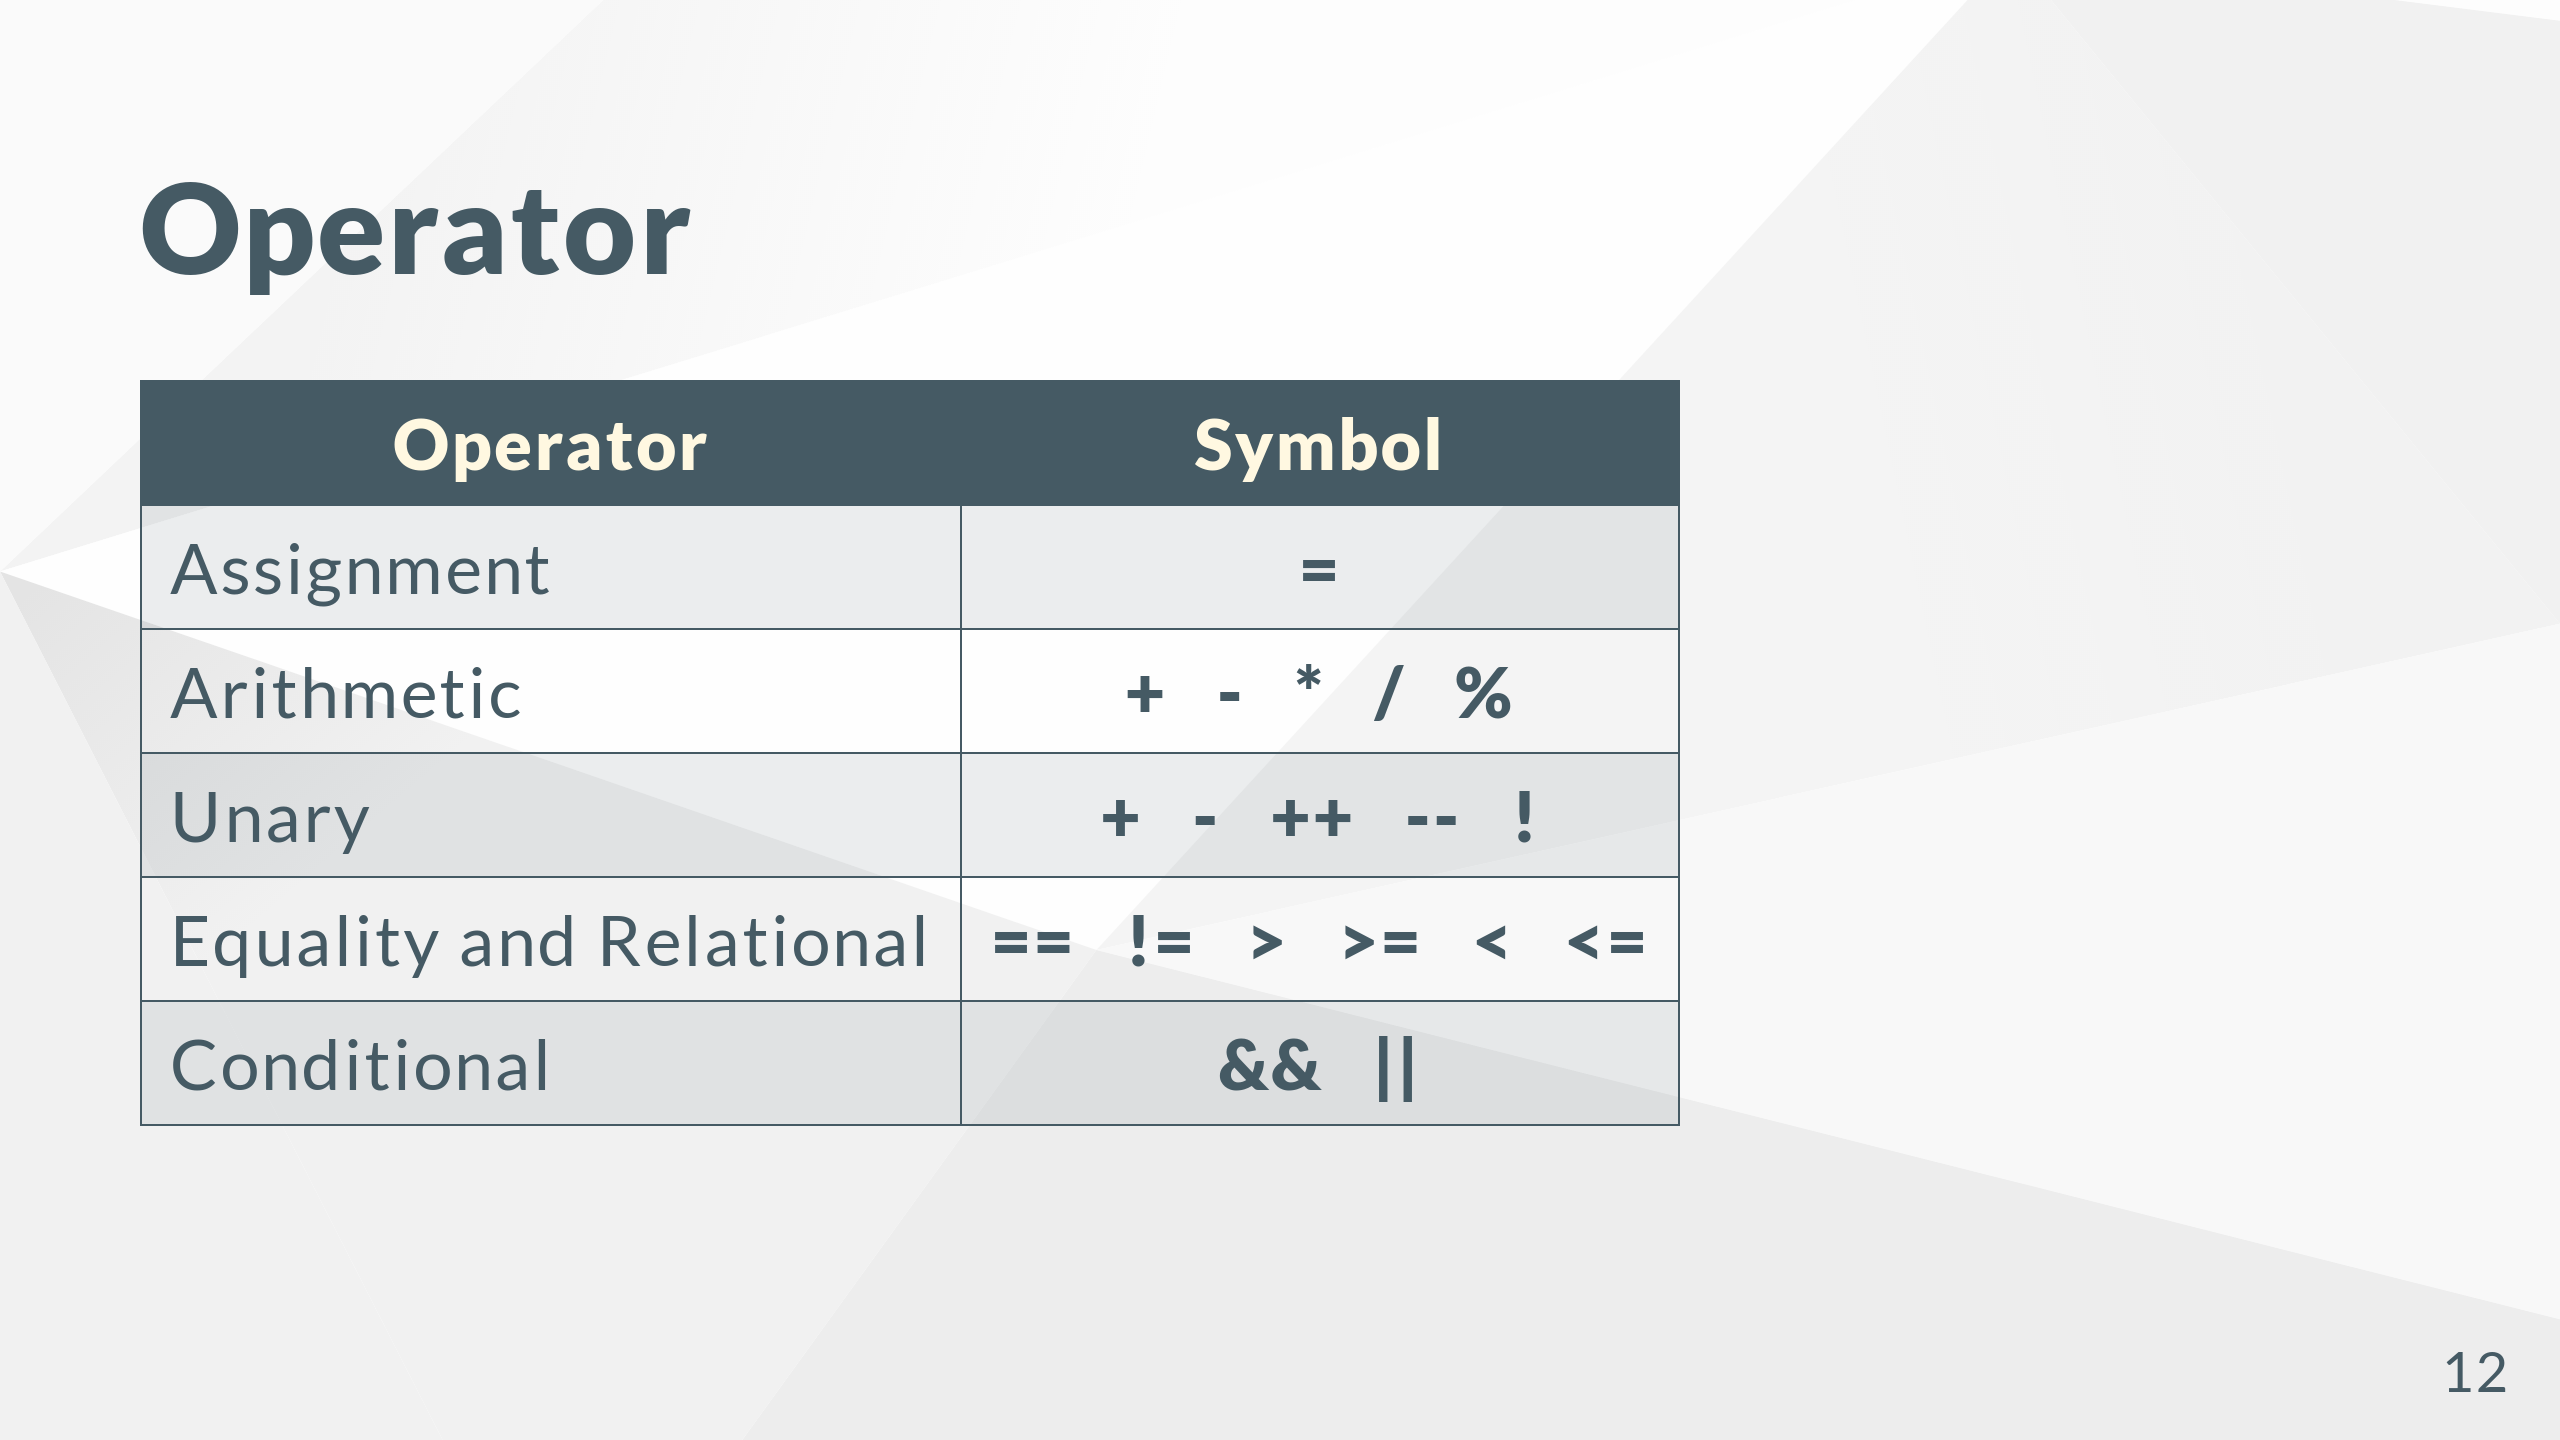 Operator
Operator Symbol
Assignment =
Arithmetic + - * / %
Unary + - ++ -- !
Equality and Relational == != > >= < <=
Conditional && ||
12